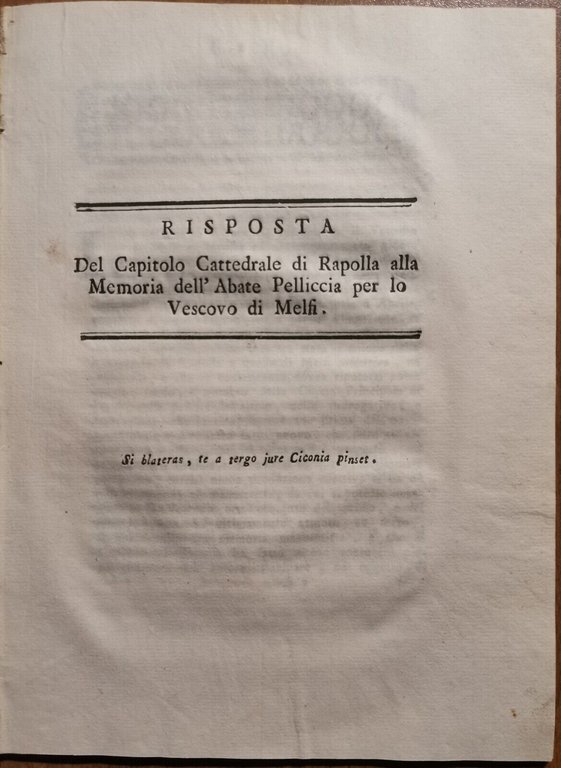 RISPOSTA
Del Capitolo Cattedrale di Rapolla alla
Memoria dell' Abate Pelliccia per lo
Vescovo di Melfi.
Si blateras, te a tergo jure Ciconia pinset.